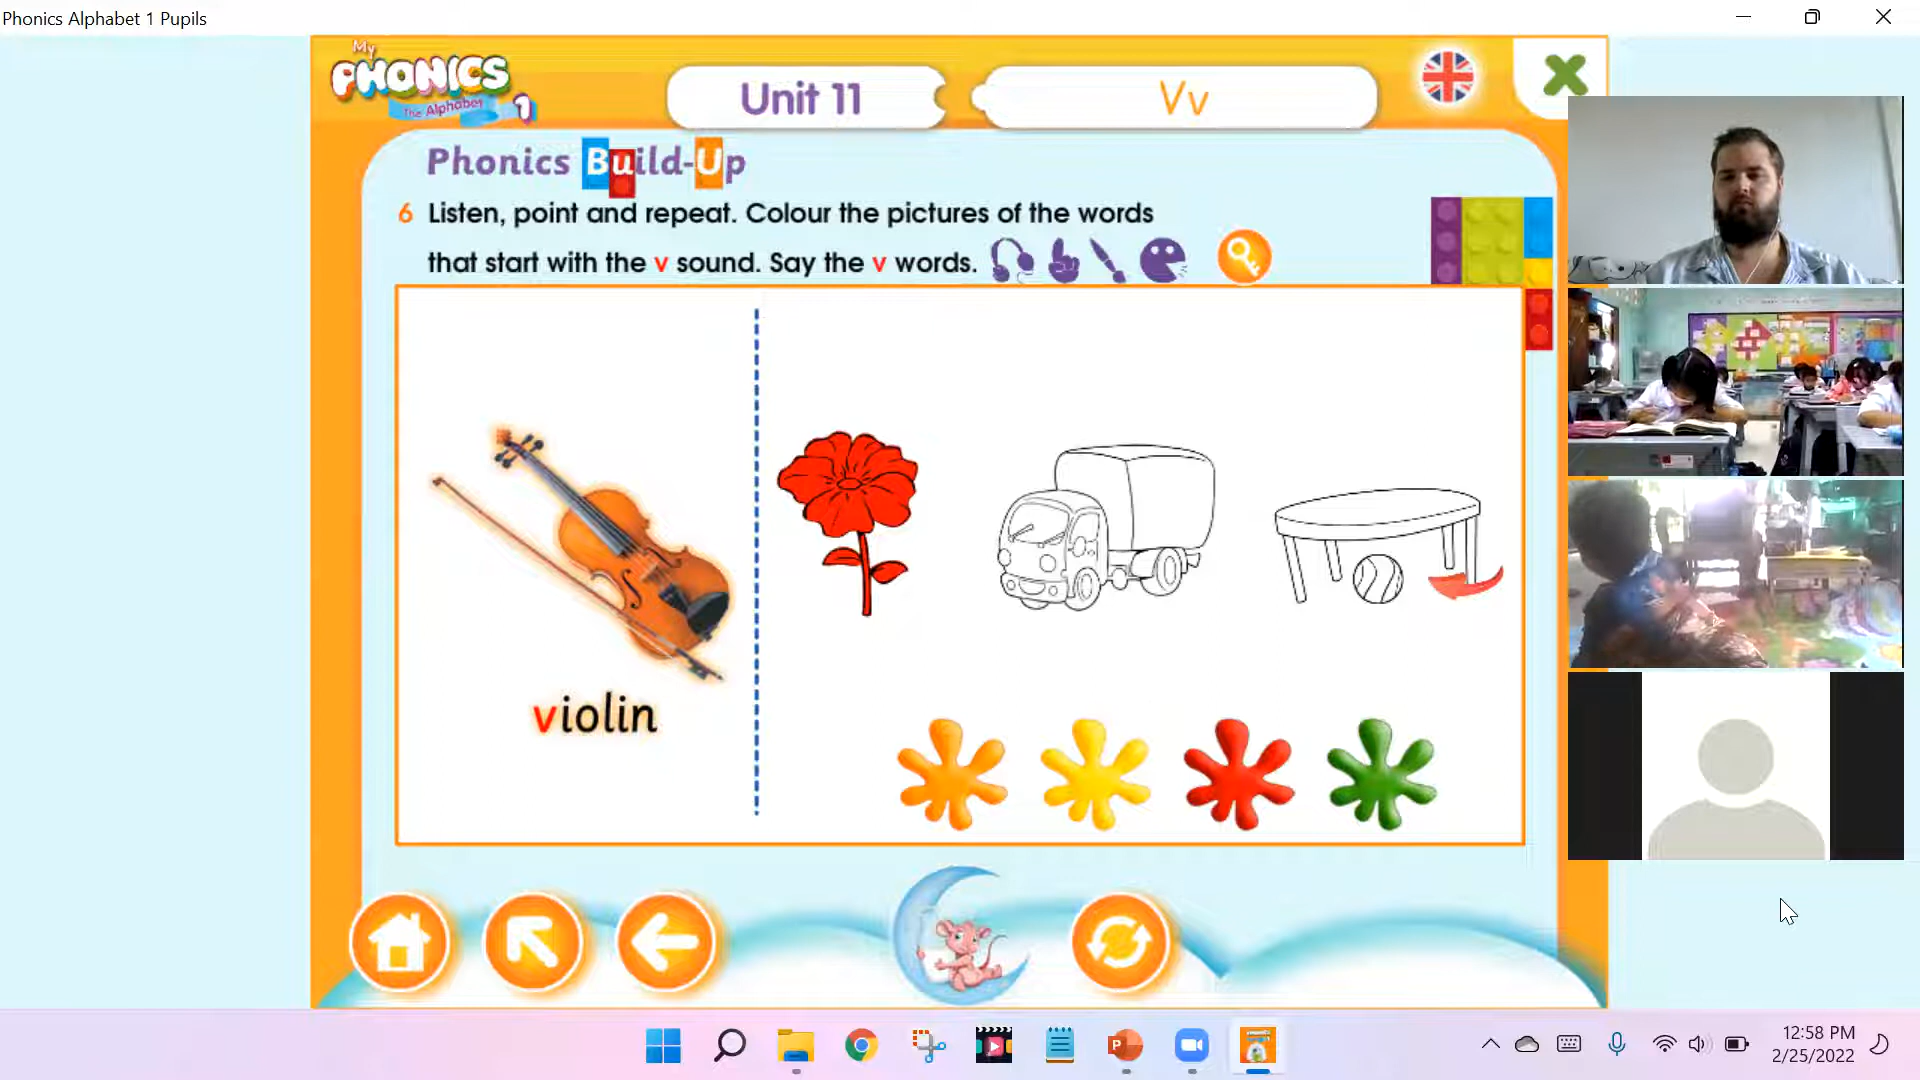 Phonics Alphabet 1 Pupils
My
PHONICS
The Alphabet 1
Unit 11
Vv
Phonics Build-Up
6 Listen, point and repeat. Colour the pictures of the words
that start with the v sound. Say the v words.
violin
12:58 PM
2/25/2022